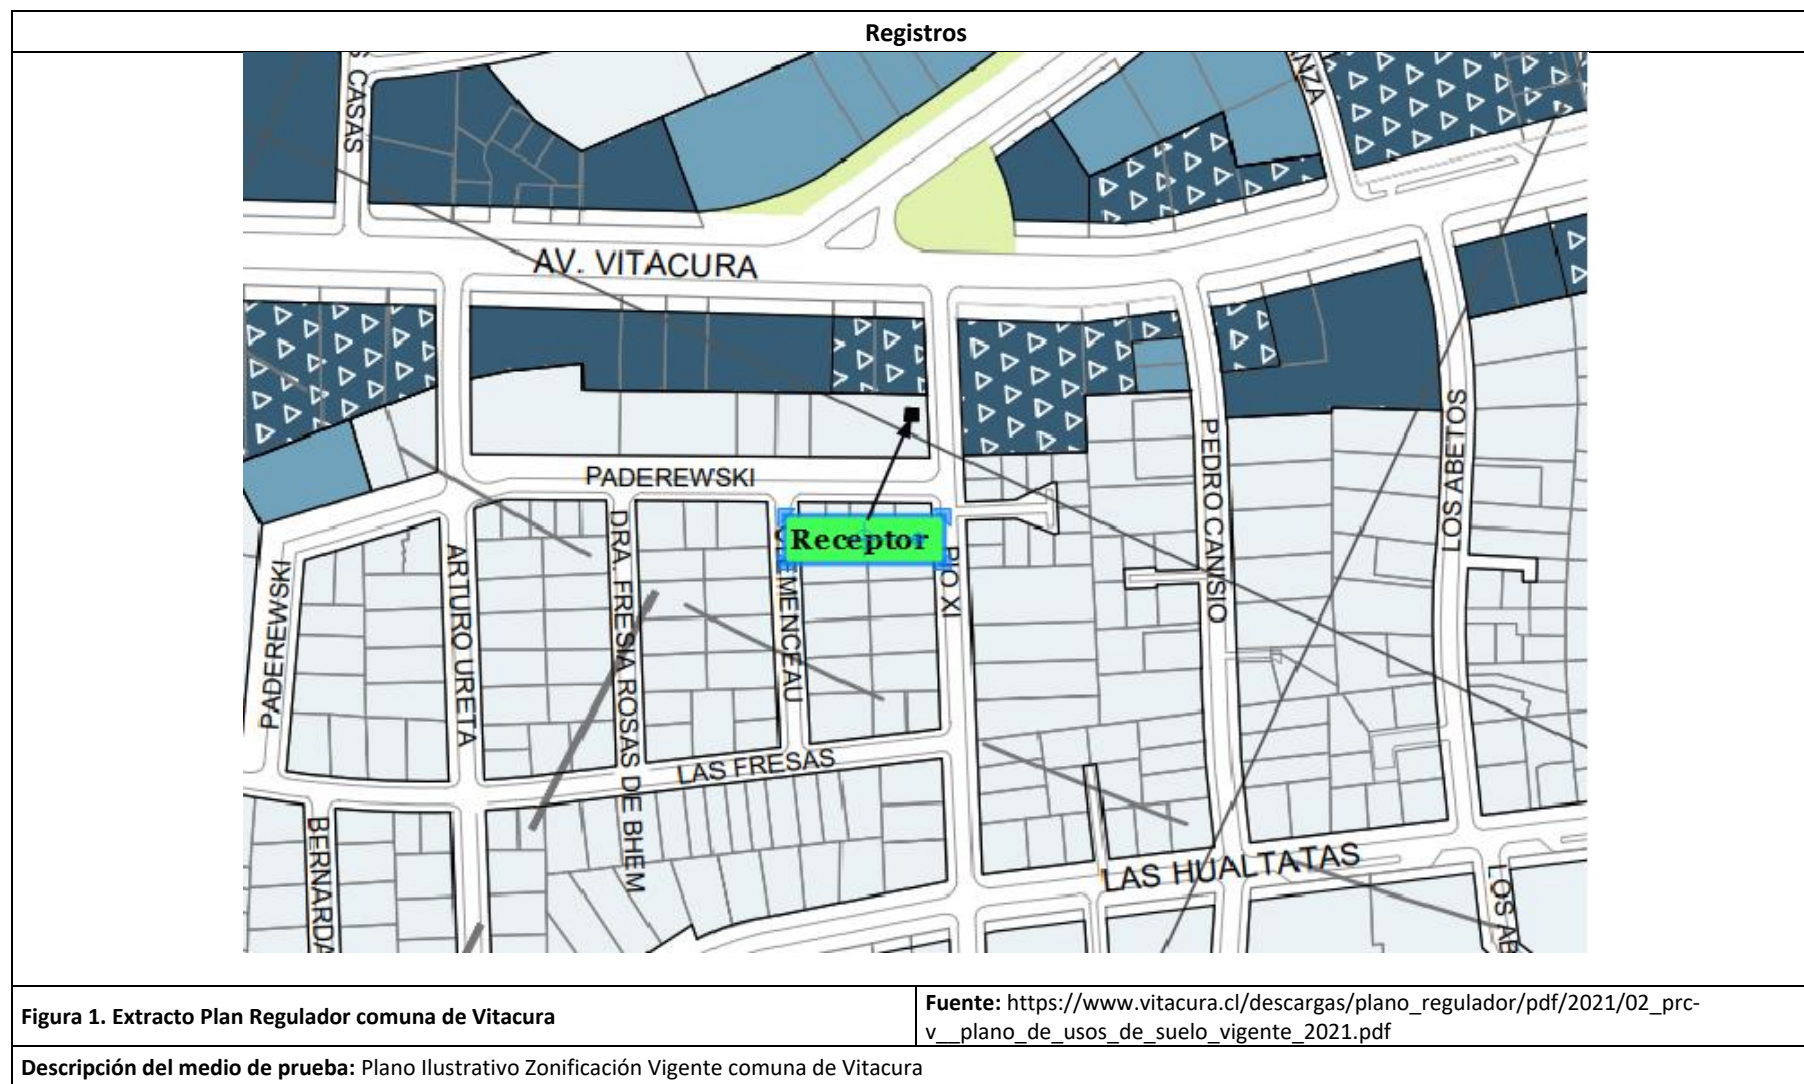 Registros
CASAS
NZA
AV. VITACURA
PADEREWSKI
PEDRO CANISIO
LOS ABETOS
Receptor
DRA. FRESIA ROSAS DE BHEM
MENCEAU
PIO XI
PADEREWSKI
ARTURO URETA
LAS FRESAS
BERNARDA
LAS HUALTATAS
LOS AB
Figura 1. Extracto Plan Regulador comuna de Vitacura
Fuente: https://www.vitacura.cl/descargas/plano_regulador/pdf/2021/02_prc-
v__plano_de_usos_de_suelo_vigente_2021.pdf
Descripción del medio de prueba: Plano Ilustrativo Zonificación Vigente comuna de Vitacura